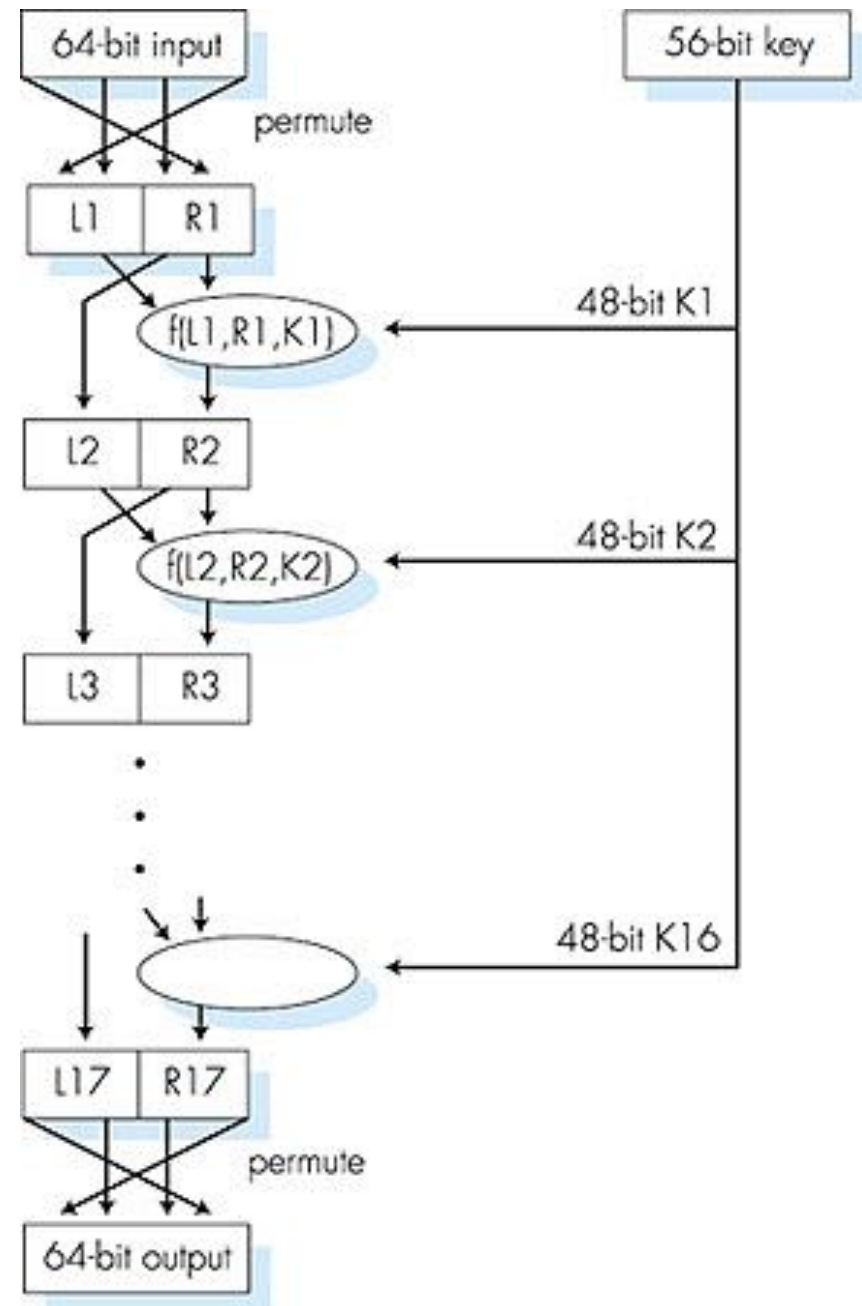 64-bit input
56-bit key
permute
L1 R1
48-bit K1
f(L1,R1,K1)
L2 R2
48-bit K2
f(L2,R2,K2)
L3 R3
48-bit K16
L17 R17
permute
64-bit output